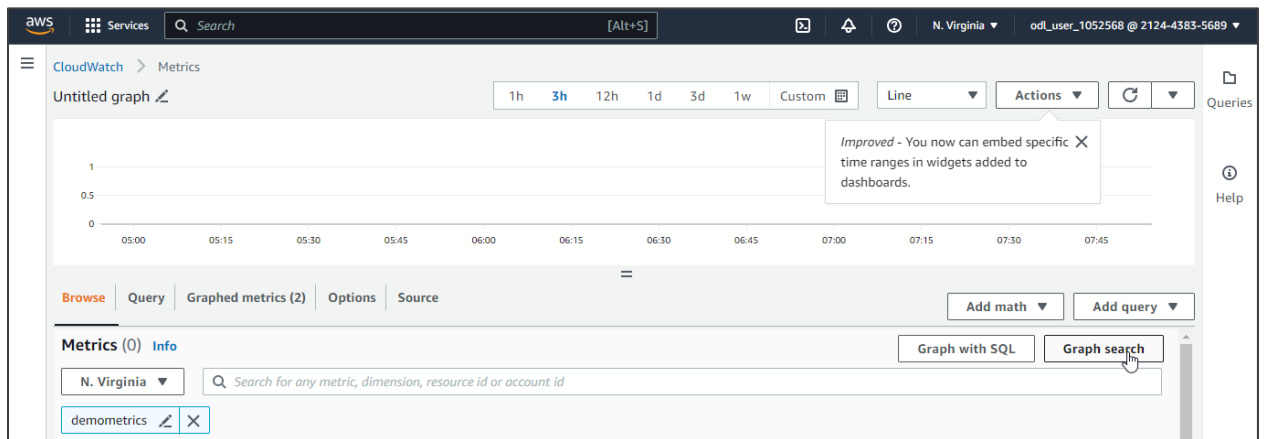 aws Services Search [Alt+S] N. Virginia odl_user_1052568 @ 2124-4383-5689
CloudWatch > Metrics
Untitled graph 1h 3h 12h 1d 3d 1w Custom Line Actions
Queries
Improved - You now can embed specific
time ranges in widgets added to
dashboards.
Help
1
0.5
0
05:00 05:15 05:30 05:45 06:00 06:15 06:30 06:45 07:00 07:15 07:30 07:45
Browse Query Graphed metrics (2) Options Source
Add math Add query
Metrics (0) Info Graph with SQL Graph search
N. Virginia Search for any metric, dimension, resource id or account id
demometrics